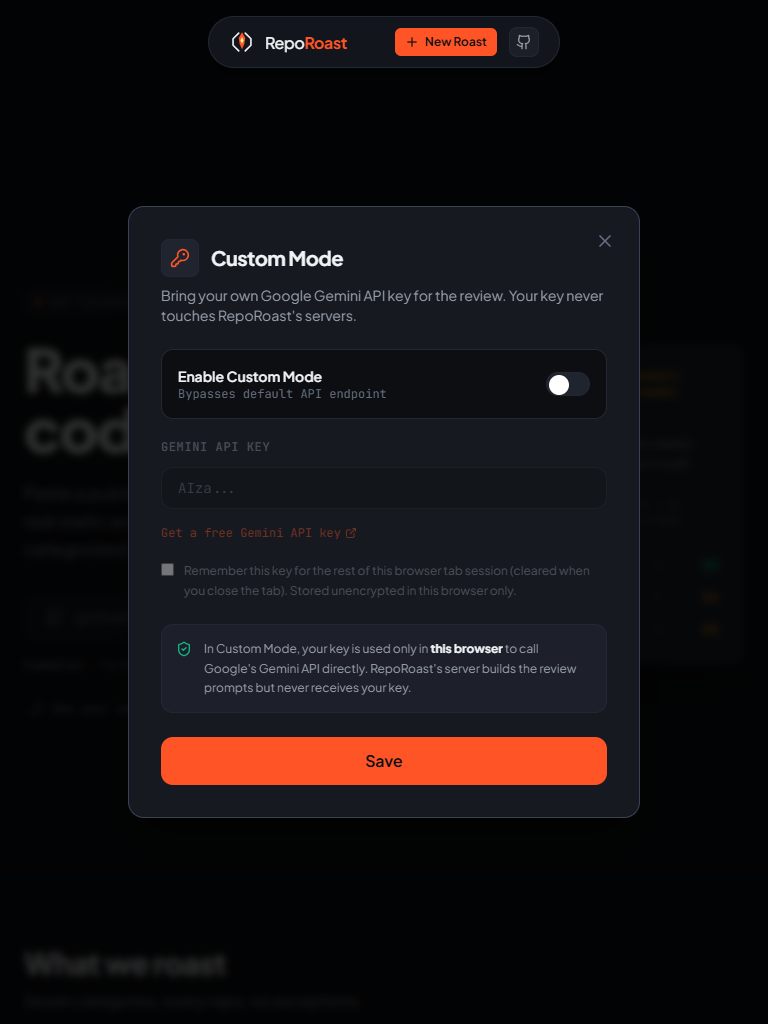 RepoRoast
New Roast
Custom Mode
Bring your own Google Gemini API key for the review. Your key never
touches RepoRoast's servers.
Enable Custom Mode
Bypasses default API endpoint
GEMINI API KEY
AIza...
Get a free Gemini API key
Remember this key for the rest of this browser tab session (cleared when
you close the tab). Stored unencrypted in this browser only.
In Custom Mode, your key is used only in this browser to call
Google's Gemini API directly. RepoRoast's server builds the review
prompts but never receives your key.
Save
Roa
cod
What we roast